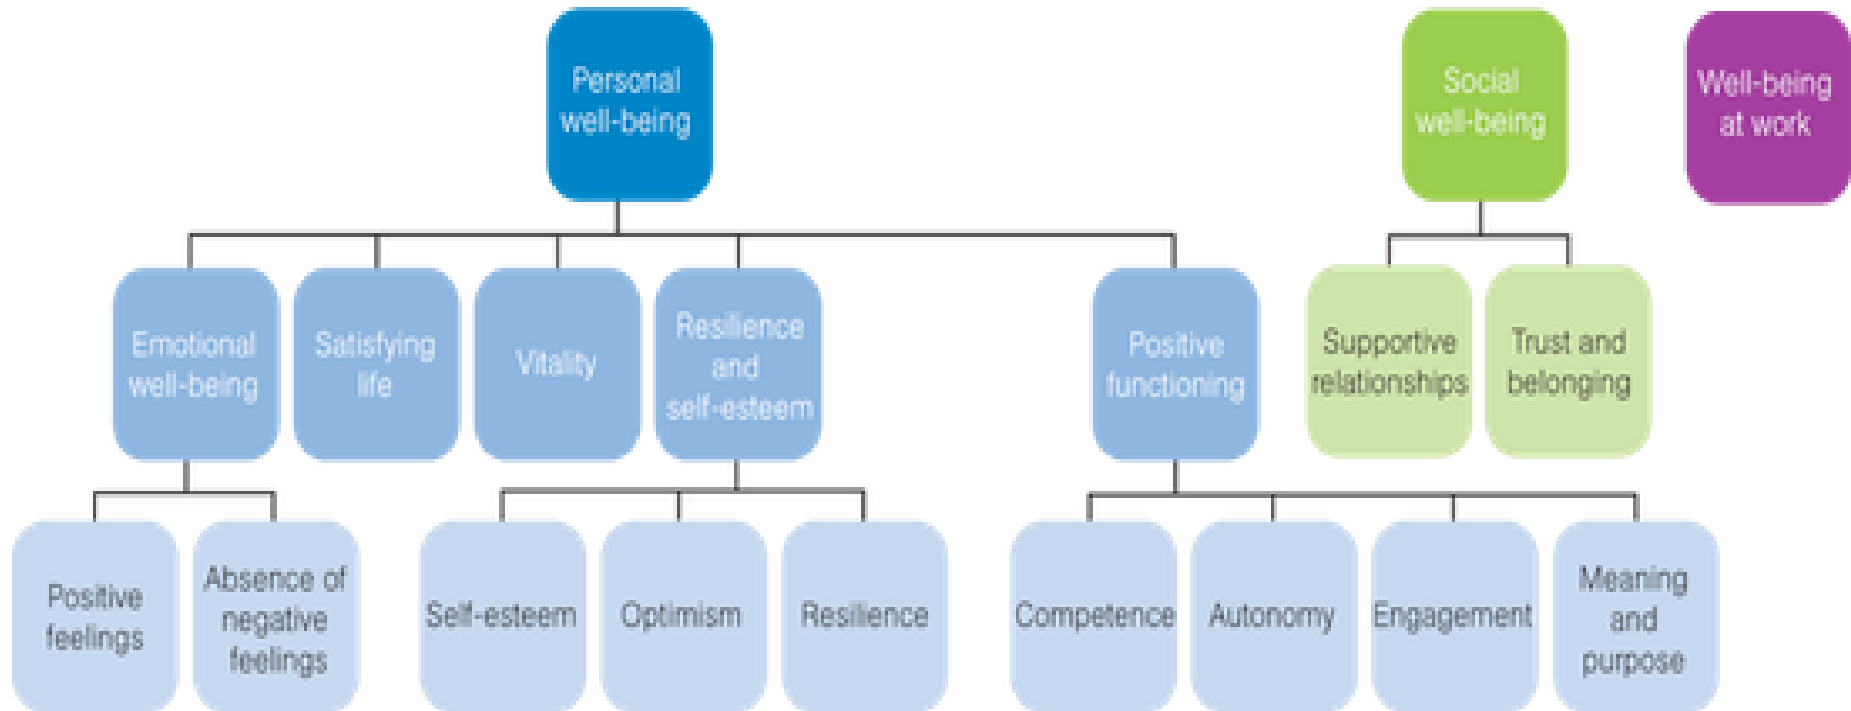 Personal
well-being
Social
well-being
Well-being
at work
Emotional
well-being
Satisfying
life
Vitality
Resilience
and
self-esteem
Positive
functioning
Supportive
relationships
Trust and
belonging
Positive
feelings
Absence of
negative
feelings
Self-esteem
Optimism
Resilience
Competence
Autonomy
Engagement
Meaning
and
purpose